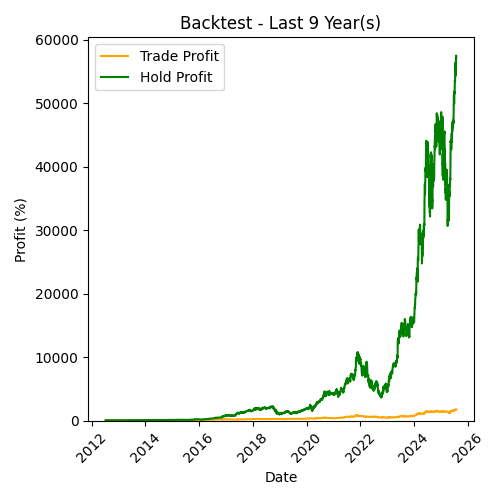 Backtest - Last 9 Year(s)
Trade Profit
Hold Profit
60000
50000
40000
30000
20000
10000
0
Profit (%)
2012 2014 2016 2018 2020 2022 2024 2026
Date